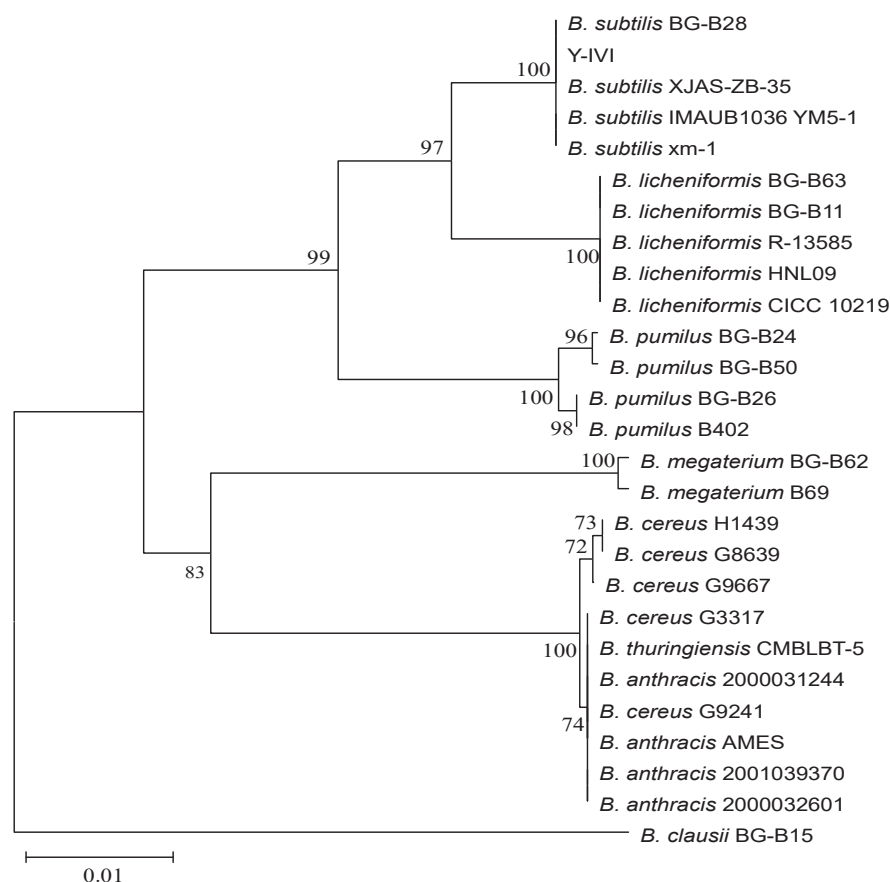 B. subtilis BG-B28
Y-IVI
100
B. subtilis XJAS-ZB-35
B. subtilis IMAUB1036 YM5-1
97
B. subtilis xm-1
B. licheniformis BG-B63
B. licheniformis BG-B11
B. licheniformis R-13585
99
100
B. licheniformis HNL09
B. licheniformis CICC 10219
96
B. pumilus BG-B24
B. pumilus BG-B50
100
B. pumilus BG-B26
98
B. pumilus B402
100
B. megaterium BG-B62
B. megaterium B69
73
B. cereus H1439
72
B. cereus G8639
83
B. cereus G9667
B. cereus G3317
100
B. thuringiensis CMBLBT-5
B. anthracis 2000031244
B. cereus G9241
74
B. anthracis AMES
B. anthracis 2001039370
B. anthracis 2000032601
B. clausii BG-B15
0.01